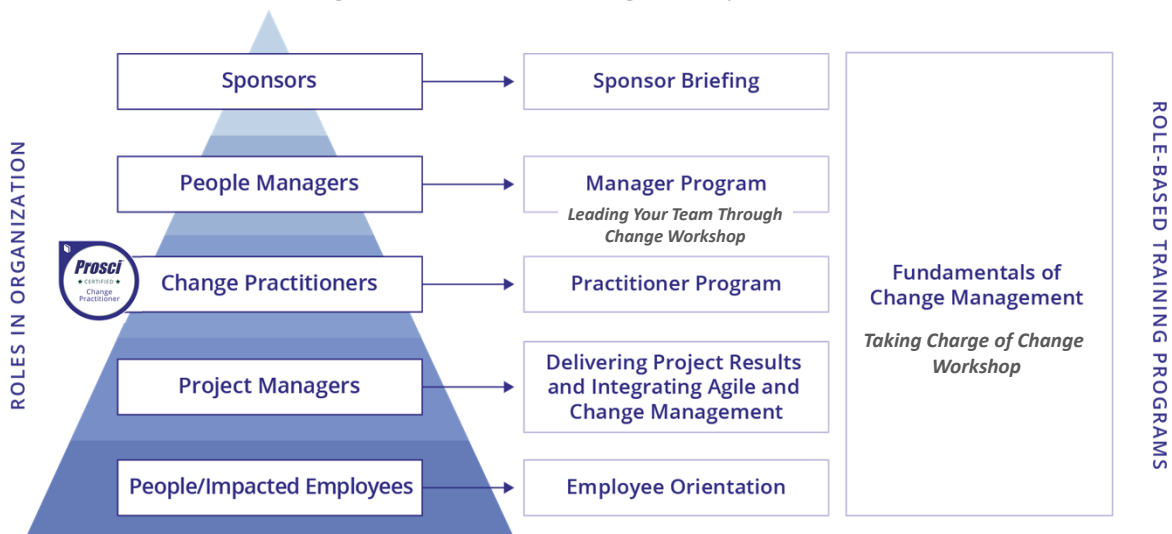 ROLES IN ORGANIZATION
Sponsors
Sponsor Briefing
People Managers
Manager Program
Leading Your Team Through
Change Workshop
Prosci
CERTIFIED
Change
Practitioner
Change Practitioners
Practitioner Program
Project Managers
Delivering Project Results
and Integrating Agile and
Change Management
People/Impacted Employees
Employee Orientation
Fundamentals of
Change Management
Taking Charge of Change
Workshop
ROLE-BASED TRAINING PROGRAMS